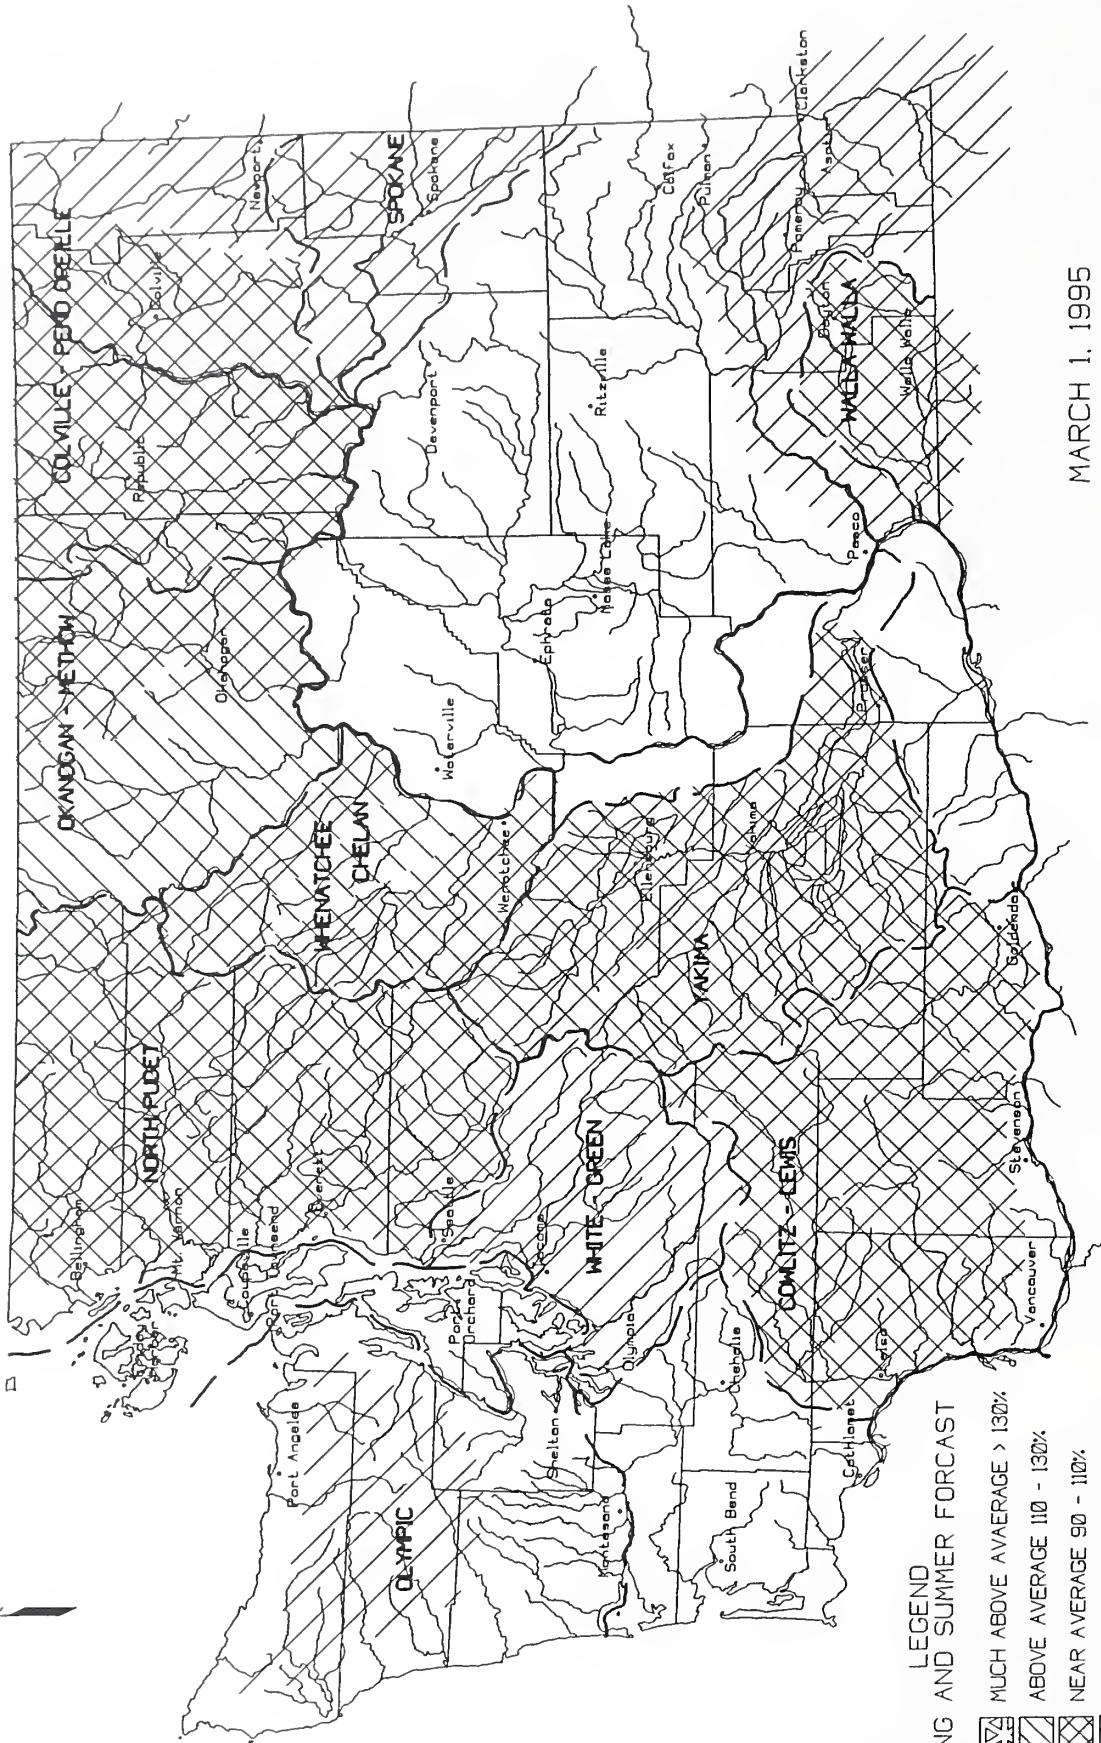 OKANOGAN - METHOW
COLVILLE - PEND OREILLE
NORTH PUGET
WHENATCHEE
CHELAN
SPOKANE
OLYMPIC
WHITE - GREEN
YAKIMA
COWLITZ - LEWIS
WALLA WALLA
Bellingham
Mt. Vernon
Coupeville
Port Townsend
Everett
Port Angeles
Seattle
Port Orchard
Tacoma
Shelton
Olympia
Montesano
South Bend
Chehalis
Cathlamet
Kelso
Vancouver
Stevenson
Goldendale
Okanogan
Republic
Colville
Newport
Spokane
Davenport
Waterville
Wenatchee
Ephrata
Moses Lake
Ritzville
Ellensburg
Yakima
Prosser
Pasco
Colfax
Pulman
Pomeroy
Clarkston
Asotin
Dayton
Walla Walla
LEGEND
NG AND SUMMER FORCAST
MUCH ABOVE AVAERAGE > 130%
ABOVE AVERAGE 110 - 130%
NEAR AVERAGE 90 - 110%
MARCH 1, 1995